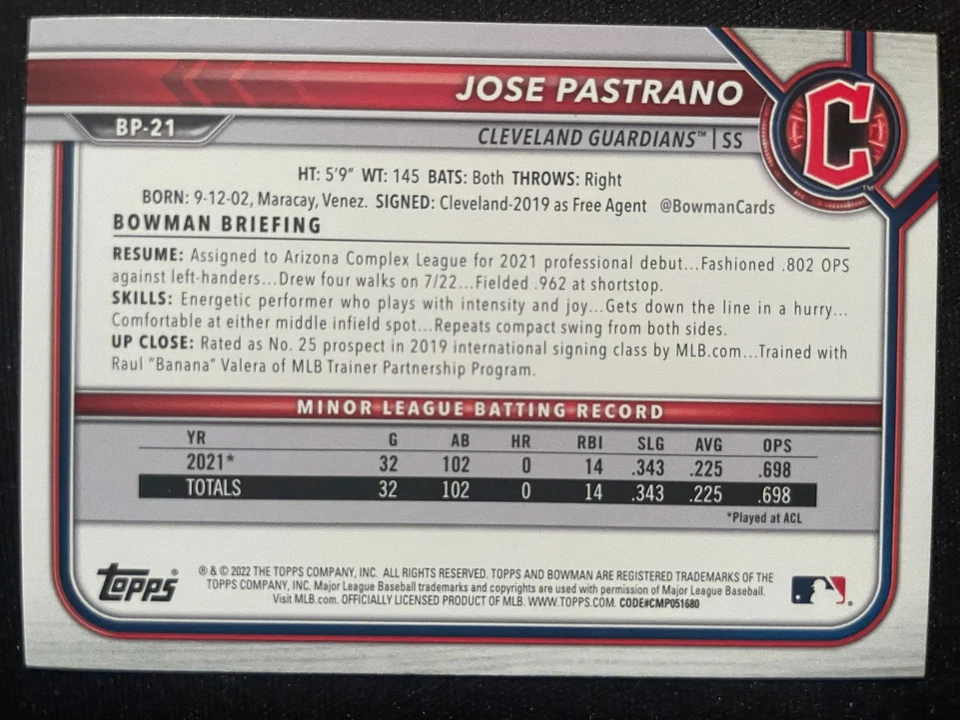 JOSE PASTRANO
BP-21
CLEVELAND GUARDIANS™ | SS
C
™
HT: 5'9" WT: 145 BATS: Both THROWS: Right
BORN: 9-12-02, Maracay, Venez. SIGNED: Cleveland-2019 as Free Agent @BowmanCards
BOWMAN BRIEFING
RESUME: Assigned to Arizona Complex League for 2021 professional debut...Fashioned .802 OPS
against left-handers...Drew four walks on 7/22...Fielded .962 at shortstop.
SKILLS: Energetic performer who plays with intensity and joy...Gets down the line in a hurry...
Comfortable at either middle infield spot...Repeats compact swing from both sides.
UP CLOSE: Rated as No. 25 prospect in 2019 international signing class by MLB.com...Trained with
Raul "Banana" Valera of MLB Trainer Partnership Program.
MINOR LEAGUE BATTING RECORD
YR G AB HR RBI SLG AVG OPS
2021* 32 102 0 14 .343 .225 .698
TOTALS 32 102 0 14 .343 .225 .698
*Played at ACL
topps®
® & © 2022 THE TOPPS COMPANY, INC. ALL RIGHTS RESERVED. TOPPS AND BOWMAN ARE REGISTERED TRADEMARKS OF THE
TOPPS COMPANY, INC. Major League Baseball trademarks and copyrights are used with permission of Major League Baseball.
Visit MLB.com. OFFICIALLY LICENSED PRODUCT OF MLB. WWW.TOPPS.COM. CODE#CMP051680
®